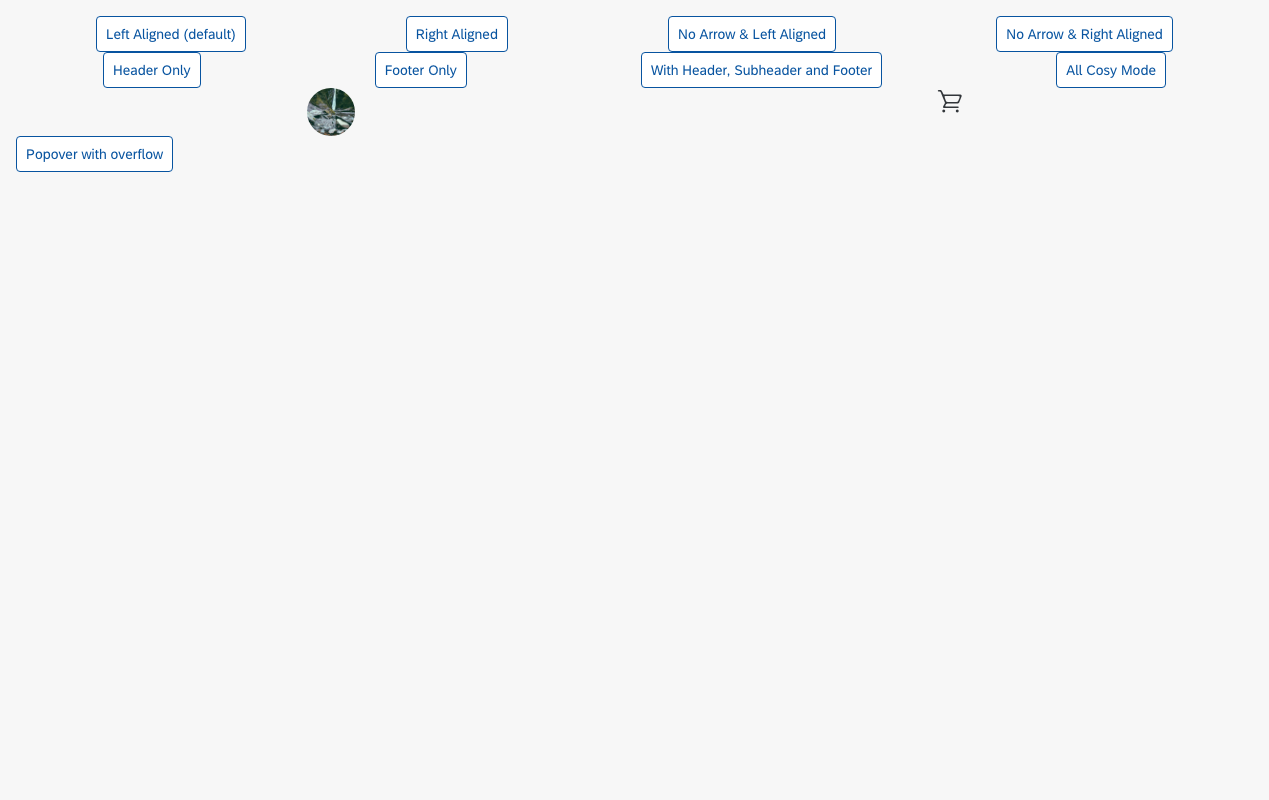 Left Aligned (default)
Right Aligned
No Arrow & Left Aligned
No Arrow & Right Aligned
Header Only
Footer Only
With Header, Subheader and Footer
All Cosy Mode
Popover with overflow